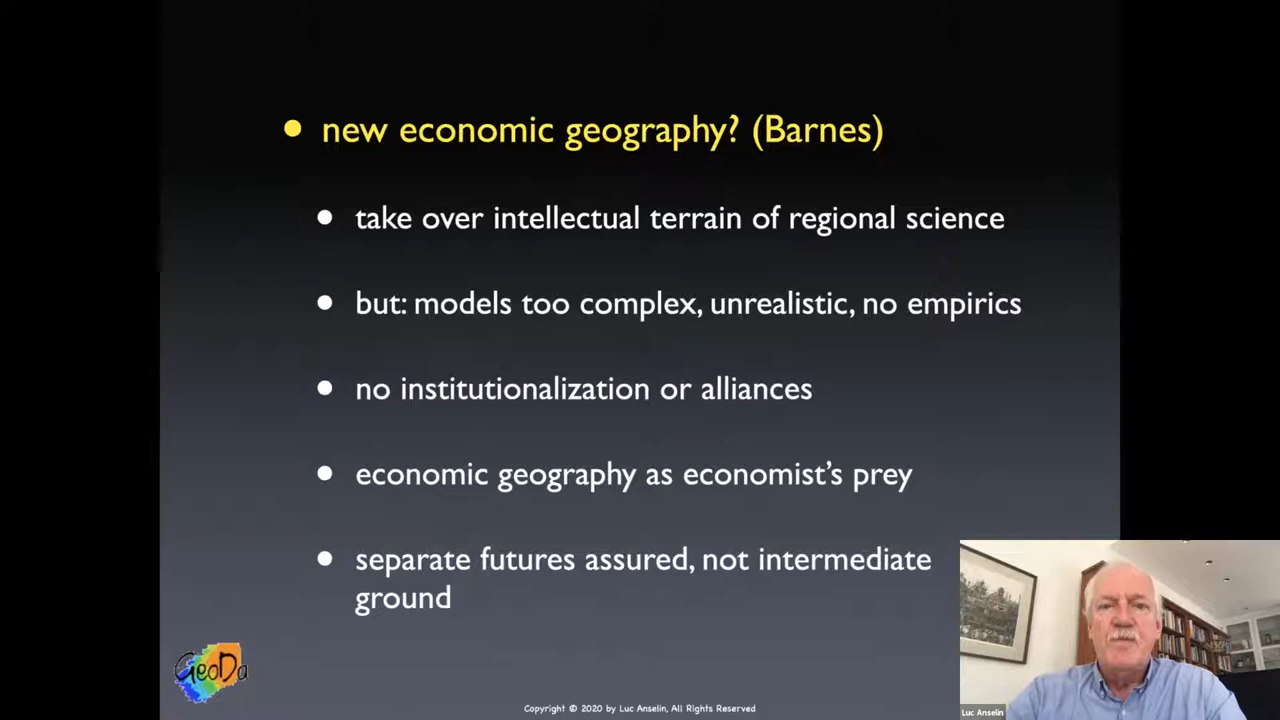 new economic geography? (Barnes)
take over intellectual terrain of regional science
but: models too complex, unrealistic, no empirics
no institutionalization or alliances
economic geography as economist’s prey
separate futures assured, not intermediate
ground
GeoDa
Copyright © 2020 by Luc Anselin, All Rights Reserved
Luc Anselin